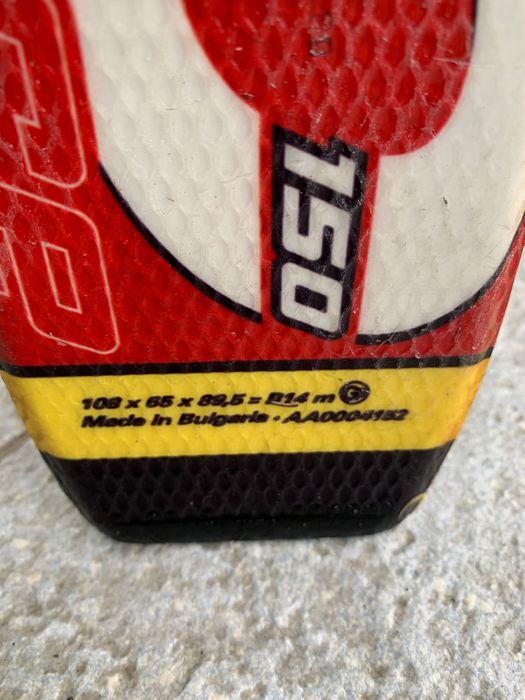 150
108 x 65 x 89,5 = R14 m
Made in Bulgaria • AA0004152